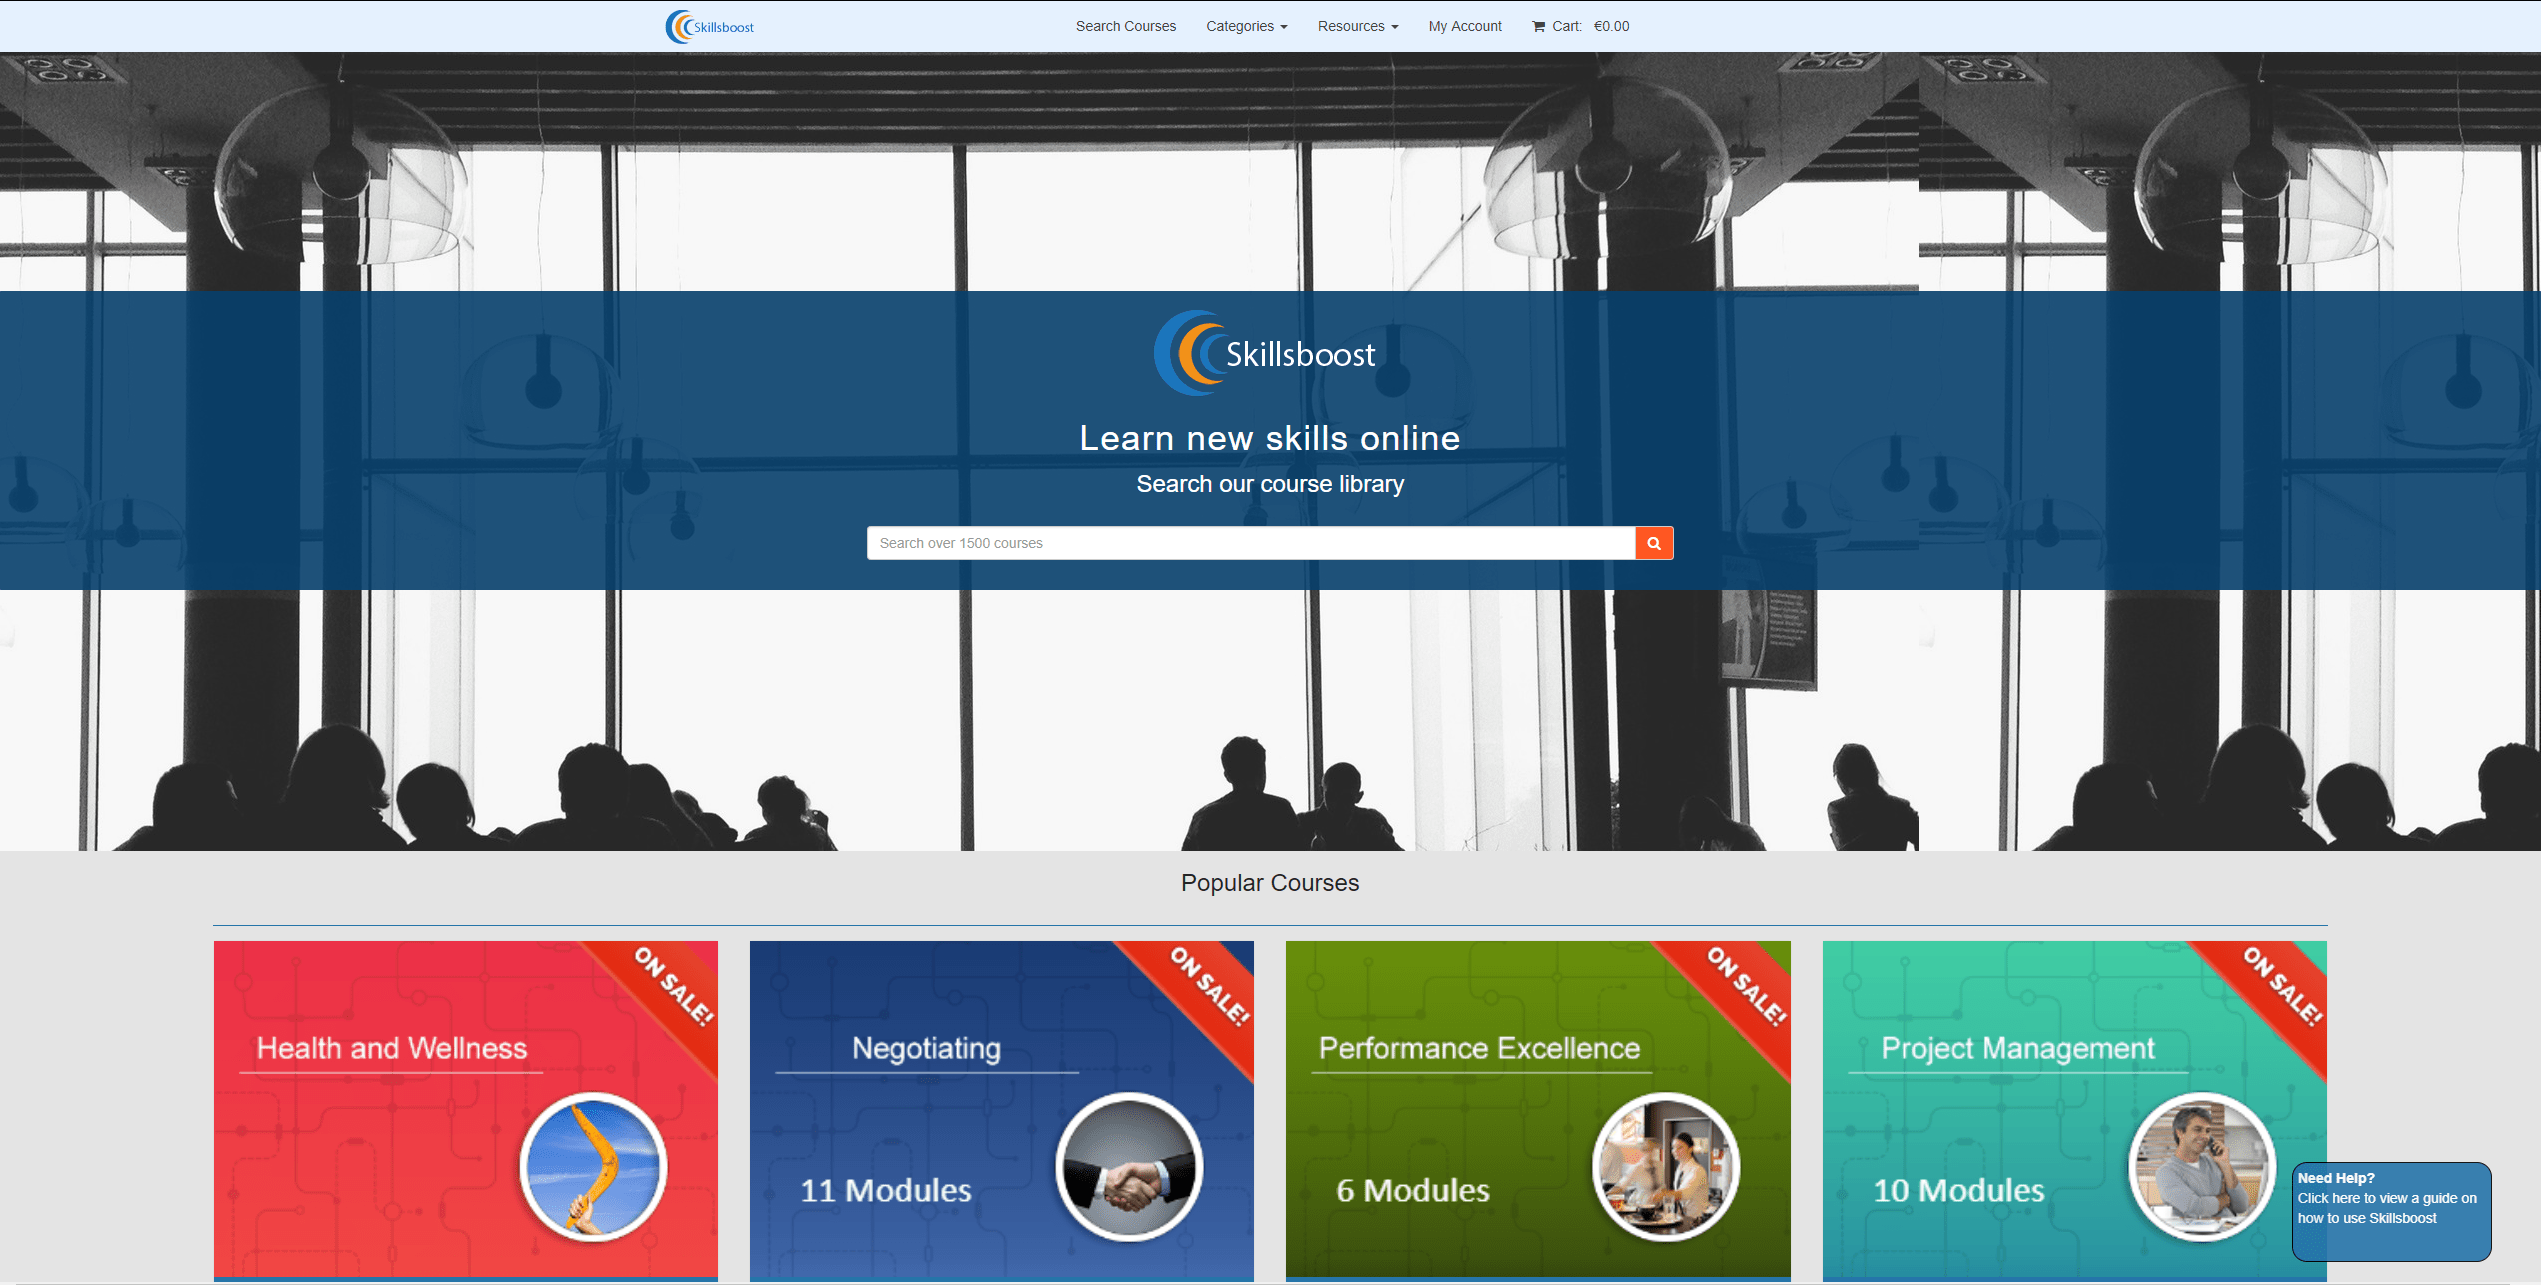 Skillsboost
Search Courses
Categories
Resources
My Account
Cart: €0.00
Skillsboost
Learn new skills online
Search our course library
Search over 1500 courses
Popular Courses
ON SALE!
Health and Wellness
ON SALE!
Negotiating
11 Modules
ON SALE!
Performance Excellence
6 Modules
ON SALE!
Project Management
10 Modules
Need Help?
Click here to view a guide on
how to use Skillsboost